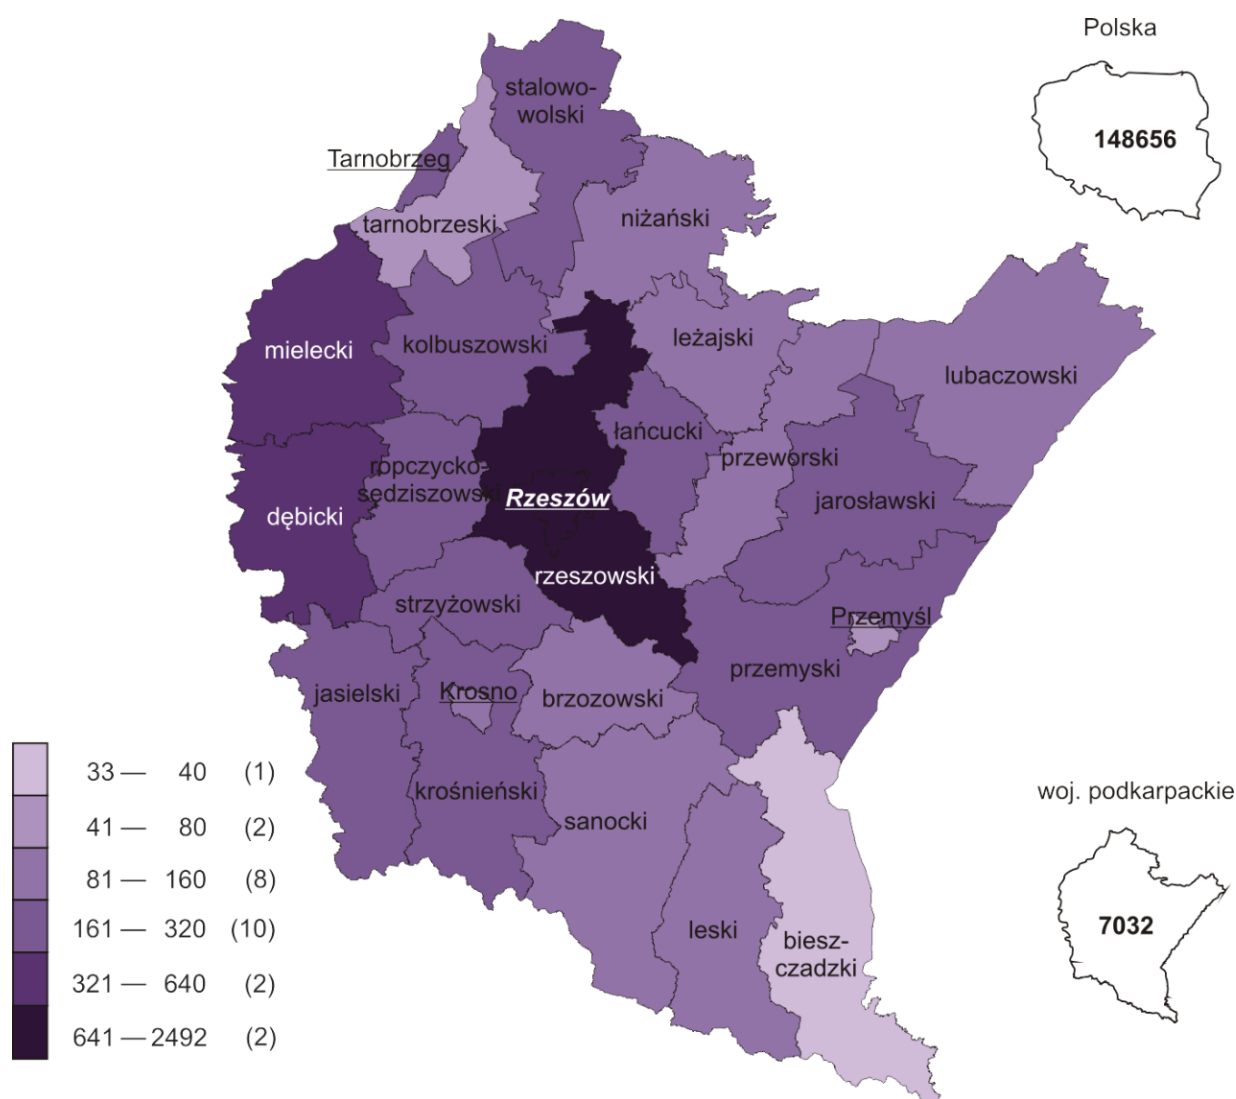 Polska
148656
stalowo-
wolski
Tarnobrzeg
tarnobrzeski
niżański
mielecki
kolbuszowski
leżajski
lubaczowski
łańcucki
ropczycko-
sędziszowski
przeworski
jarosławski
dębicki
Rzeszów
rzeszowski
strzyżowski
Przemyśl
przemyski
jasielski
Krosno
brzozowski
krośnieński
sanocki
leski
biesz-
czadzki
33 — 40 (1)
41 — 80 (2)
81 — 160 (8)
161 — 320 (10)
321 — 640 (2)
641 — 2492 (2)
woj. podkarpackie
7032